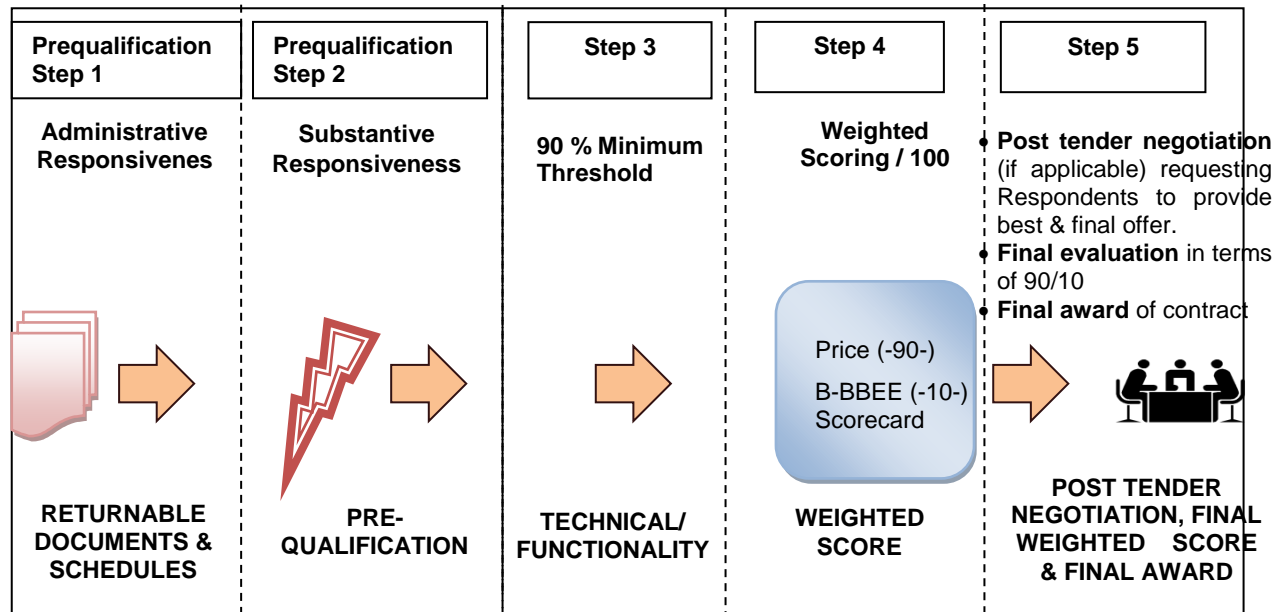 Prequalification
Step 1
Prequalification
Step 2
Step 3
Step 4
Step 5
Administrative
Responsivenes
Substantive
Responsiveness
90 % Minimum
Threshold
Weighted
Scoring / 100
• Post tender negotiation
(if applicable) requesting
Respondents to provide
best & final offer.
• Final evaluation in terms
of 90/10
• Final award of contract
Price (-90-)
B-BBEE (-10-)
Scorecard
RETURNABLE
DOCUMENTS &
SCHEDULES
PRE-
QUALIFICATION
TECHNICAL/
FUNCTIONALITY
WEIGHTED
SCORE
POST TENDER
NEGOTIATION, FINAL
WEIGHTED SCORE
& FINAL AWARD